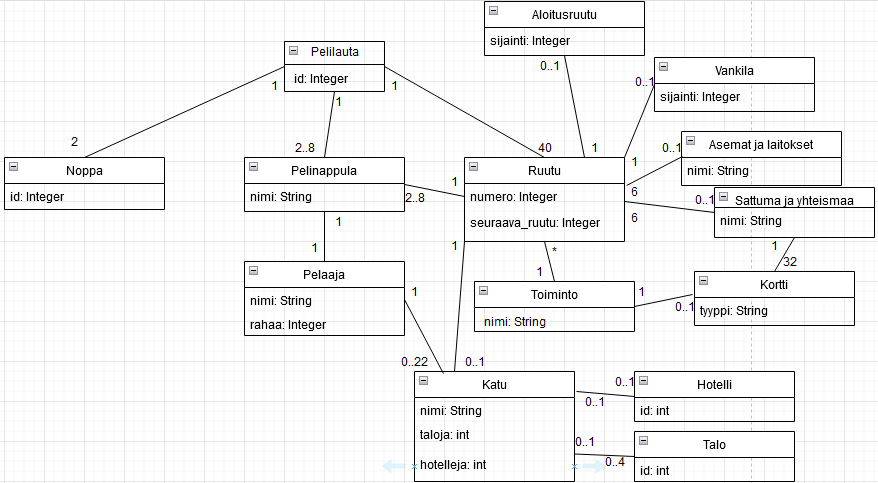 Aloitusruutu
sijainti: Integer
0..1
Pelilauta
id: Integer
1
1
1
Vankila
sijainti: Integer
0..1
2
2..8
40
1
1
Asemat ja laitokset
nimi: String
0..1
6
Noppa
id: Integer
Pelinappula
nimi: String
2..8
1
Ruutu
numero: Integer
seuraava_ruutu: Integer
Sattuma ja yhteismaa
nimi: String
0..1
6
1
1
1
*
1
1
32
Pelaaja
nimi: String
rahaa: Integer
1
Toiminto
nimi: String
1
0..1
Kortti
tyyppi: String
0..22
0..1
Katu
nimi: String
taloja: int
hotelleja: int
0..1
0..1
Hotelli
id: int
0..1
0..4
Talo
id: int